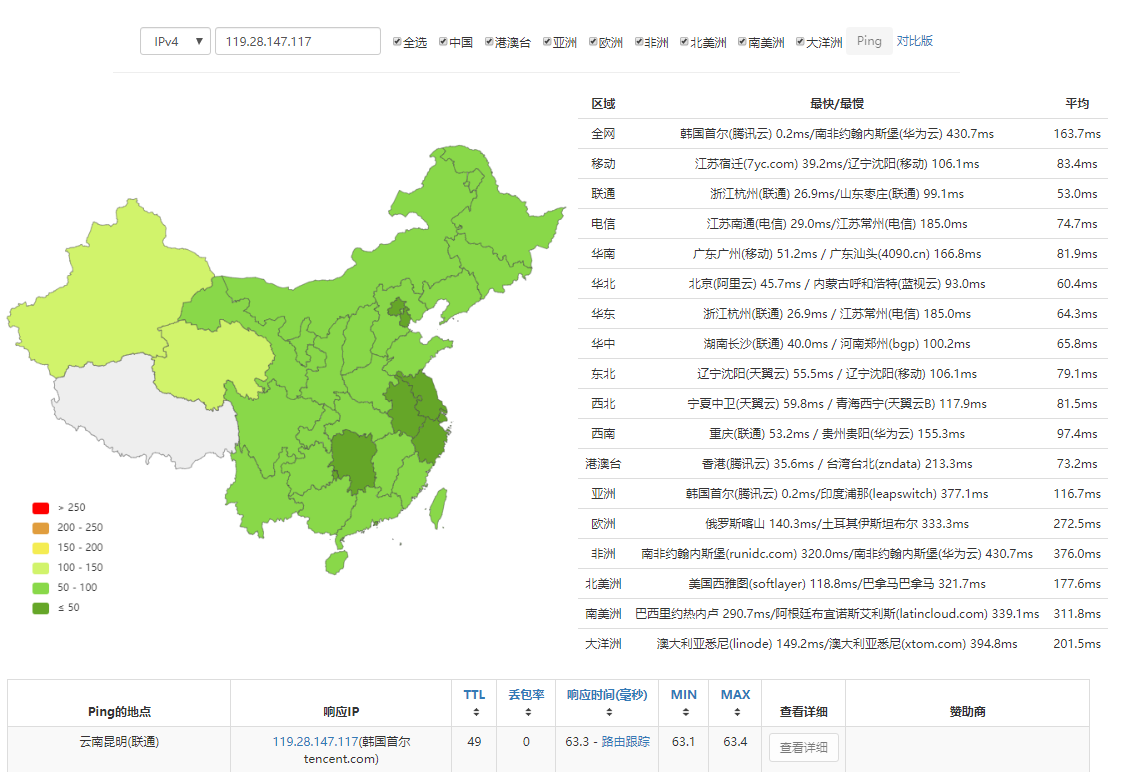 IPv4 ▼ 119.28.147.117 全选 中国 港澳台 亚洲 欧洲 非洲 北美洲 南美洲 大洋洲 Ping 对比版
区域 最快/最慢 平均
全网 韩国首尔(腾讯云) 0.2ms/南非约翰内斯堡(华为云) 430.7ms 163.7ms
移动 江苏宿迁(7yc.com) 39.2ms/辽宁沈阳(移动) 106.1ms 83.4ms
联通 浙江杭州(联通) 26.9ms/山东枣庄(联通) 99.1ms 53.0ms
电信 江苏南通(电信) 29.0ms/江苏常州(电信) 185.0ms 74.7ms
华南 广东广州(移动) 51.2ms / 广东汕头(4090.cn) 166.8ms 81.9ms
华北 北京(阿里云) 45.7ms / 内蒙古呼和浩特(蓝视云) 93.0ms 60.4ms
华东 浙江杭州(联通) 26.9ms / 江苏常州(电信) 185.0ms 64.3ms
华中 湖南长沙(联通) 40.0ms / 河南郑州(bgp) 100.2ms 65.8ms
东北 辽宁沈阳(天翼云) 55.5ms / 辽宁沈阳(移动) 106.1ms 79.1ms
西北 宁夏中卫(天翼云) 59.8ms / 青海西宁(天翼云B) 117.9ms 81.5ms
西南 重庆(联通) 53.2ms / 贵州贵阳(华为云) 155.3ms 97.4ms
港澳台 香港(腾讯云) 35.6ms / 台湾台北(zndata) 213.3ms 73.2ms
亚洲 韩国首尔(腾讯云) 0.2ms/印度浦那(leapswitch) 377.1ms 116.7ms
欧洲 俄罗斯喀山 140.3ms/土耳其伊斯坦布尔 333.3ms 272.5ms
非洲 南非约翰内斯堡(runidc.com) 320.0ms/南非约翰内斯堡(华为云) 430.7ms 376.0ms
北美洲 美国西雅图(softlayer) 118.8ms/巴拿马巴拿马 321.7ms 177.6ms
南美洲 巴西里约热内卢 290.7ms/阿根廷布宜诺斯艾利斯(latincloud.com) 339.1ms 311.8ms
大洋洲 澳大利亚悉尼(linode) 149.2ms/澳大利亚悉尼(xtom.com) 394.8ms 201.5ms
> 250
200 - 250
150 - 200
100 - 150
50 - 100
≤ 50
Ping的地点 响应IP TTL 丢包率 响应时间(毫秒) MIN MAX 查看详细 赞助商
云南昆明(联通) 119.28.147.117(韩国首尔 49 0 63.3 - 路由跟踪 63.1 63.4 查看详细
tencent.com)